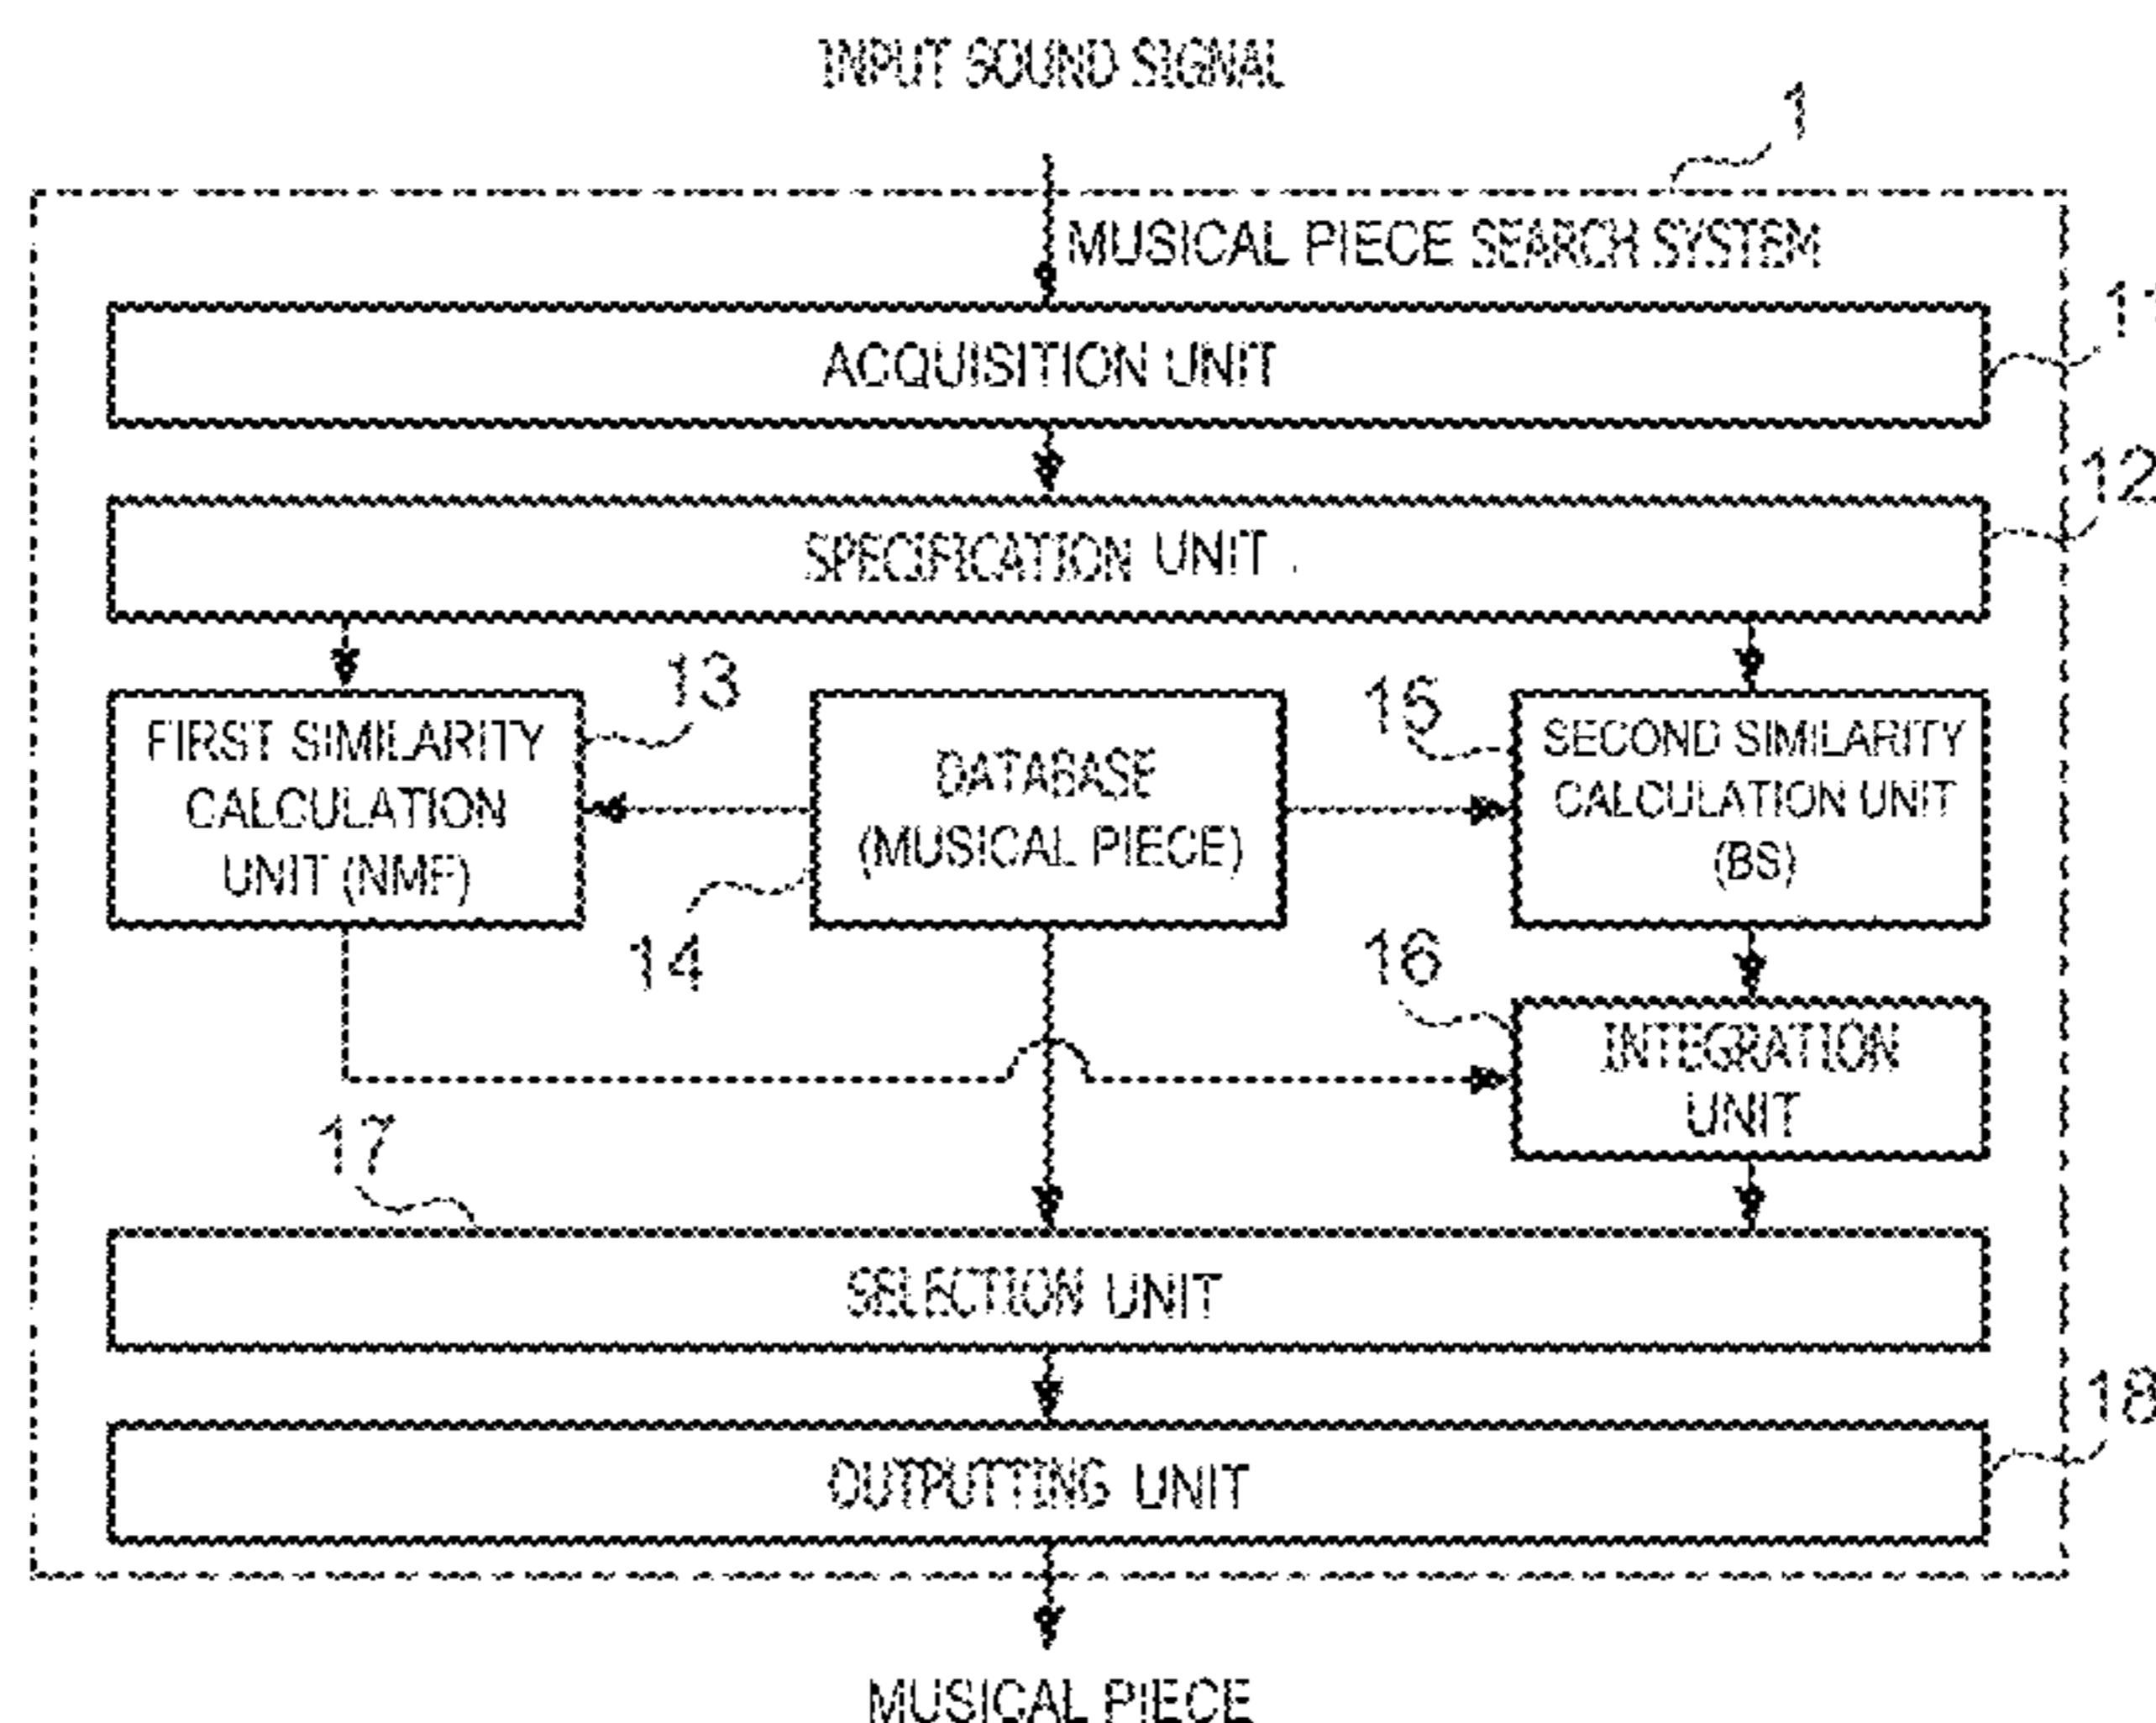 INPUT SOUND SIGNAL
1
MUSICAL PIECE SEARCH SYSTEM
ACQUISITION UNIT
11
SPECIFICATION UNIT
12
FIRST SIMILARITY
CALCULATION
UNIT (NMF)
13
DATABASE
(MUSICAL PIECE)
14
15
SECOND SIMILARITY
CALCULATION UNIT
(BS)
16
INTEGRATION
UNIT
17
SELECTION UNIT
OUTPUTTING UNIT
18
MUSICAL PIECE